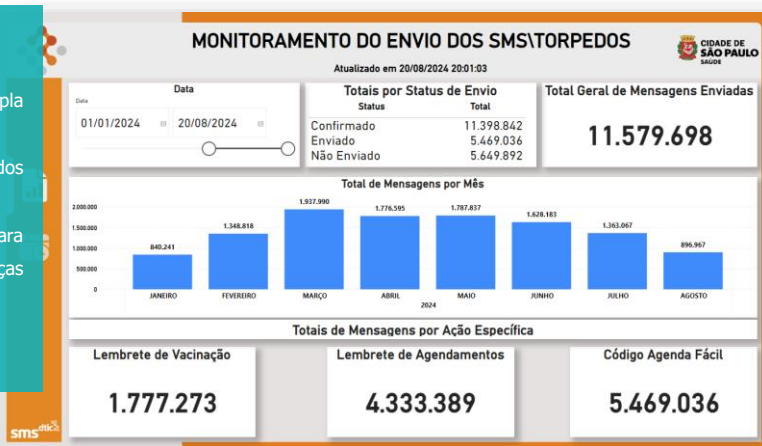 MONITORAMENTO DO ENVIO DOS SMS\TORPEDOS
Atualizado em 20/08/2024 20:01:03
CIDADE DE
SÃO PAULO
SAÚDE
pla
dos
ara
ças
Data
Data
01/01/2024 20/08/2024
Totais por Status de Envio
Status Total
Confirmado 11.398.842
Enviado 5.469.036
Não Enviado 5.649.892
Total Geral de Mensagens Enviadas
11.579.698
Total de Mensagens por Mês
2.000.000
1.500.000
1.000.000
500.000
0
840.241
1.348.818
1.937.990
1.776.595
1.787.837
1.628.183
1.363.067
896.967
JANEIRO FEVEREIRO MARÇO ABRIL MAIO JUNHO JULHO AGOSTO
2024
Totais de Mensagens por Ação Específica
Lembrete de Vacinação
1.777.273
Lembrete de Agendamentos
4.333.389
Código Agenda Fácil
5.469.036
sms dtic